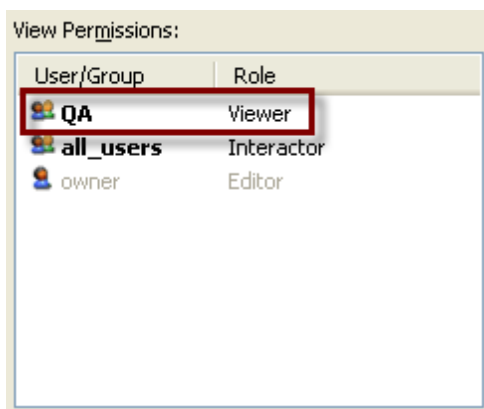 View Permissions:
User/Group Role
QA Viewer
all_users Interactor
owner Editor